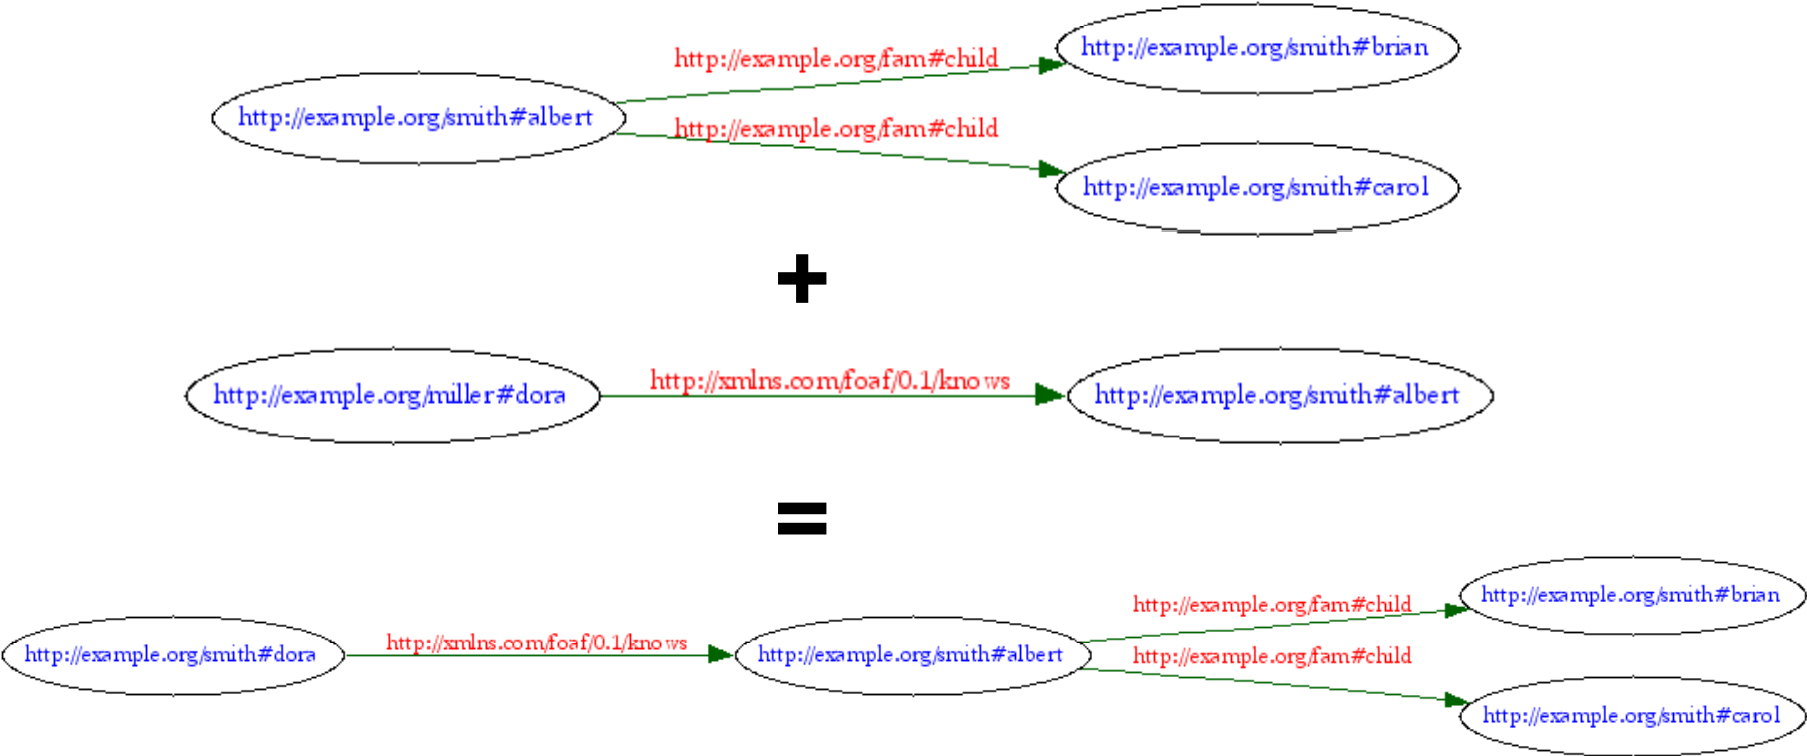 http://example.org/fam#child
http://example.org/smith#brian
http://example.org/smith#albert
http://example.org/fam#child
http://example.org/smith#carol
+
http://example.org/miller#dora
http://xmlns.com/foaf/0.1/knows
http://example.org/smith#albert
=
http://example.org/smith#dora
http://xmlns.com/foaf/0.1/knows
http://example.org/smith#albert
http://example.org/fam#child
http://example.org/smith#brian
http://example.org/fam#child
http://example.org/smith#carol